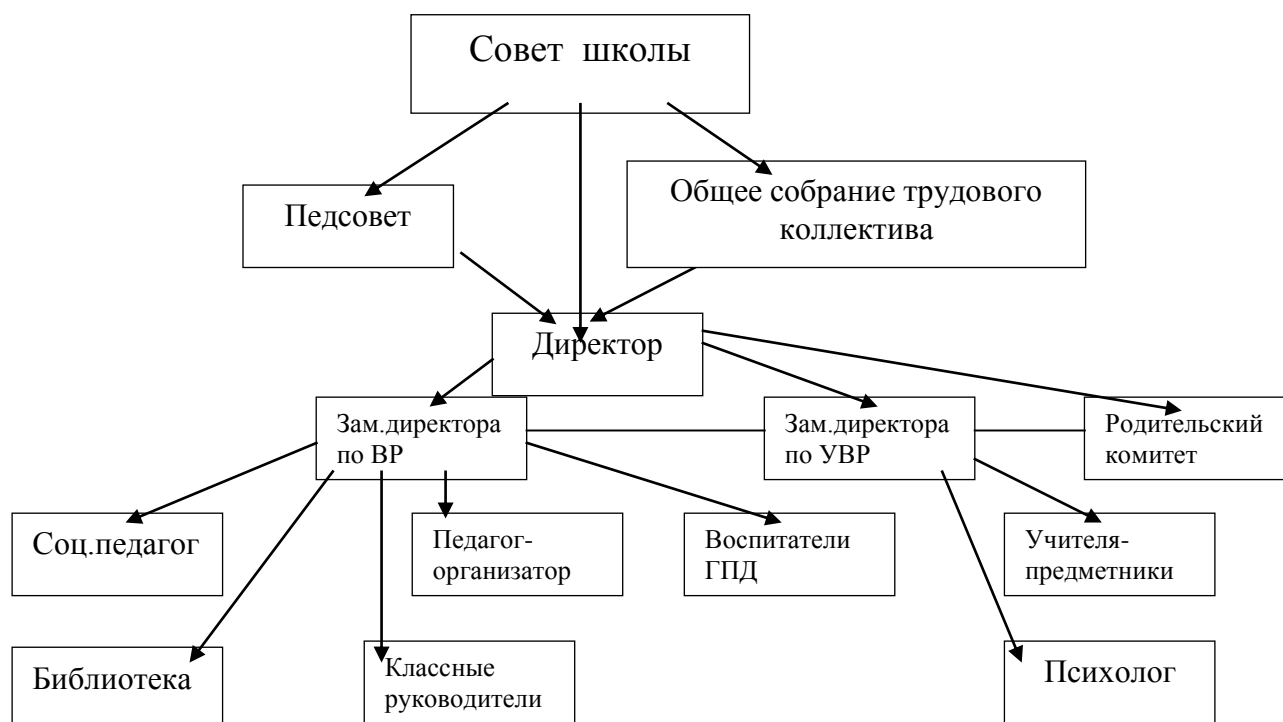 Совет школы
Педсовет
Общее собрание трудового
коллектива
Директор
Зам.директора
по ВР
Зам.директора
по УВР
Родительский
комитет
Соц.педагог
Педагог-
организатор
Воспитатели
ГПД
Учителя-
предметники
Библиотека
Классные
руководители
Психолог